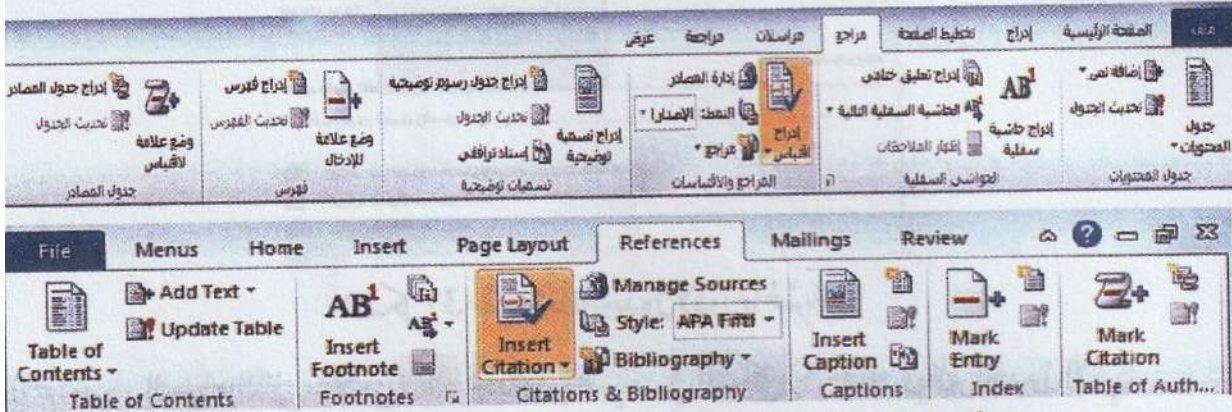 ملف الصفحة الرئيسية إدراج تخطيط الصفحة مراجع مراسلات مراجعة عرض
جدول المحتويات
إضافة نص
تحديث الجدول
جدول المحتويات
AB1
إدراج حاشية سفلية
إدراج تعليق ختامي
الحاشية السفلية التالية
إظهار الملاحظات
الحواشي السفلية
إدراج اقتباس
إدارة المصادر
النمط: الإصدار
مراجع
المراجع والاقتباسات
إدراج تسمية توضيحية
إدراج جدول رسوم توضيحية
تحديث الجدول
إسناد ترافقي
تسميات توضيحية
وضع علامة للإدخال
إدراج فهرس
تحديث الفهرس
فهرس
وضع علامة لاقتباس
إدراج جدول المصادر
تحديث الجدول
جدول المصادر
File Menus Home Insert Page Layout References Mailings Review
Table of Contents
Add Text
Update Table
Table of Contents
AB1
Insert Footnote
AB
Footnotes
Insert Citation
Manage Sources
Style: APA Fifth
Bibliography
Citations & Bibliography
Insert Caption
Captions
Mark Entry
Index
Mark Citation
Table of Auth...